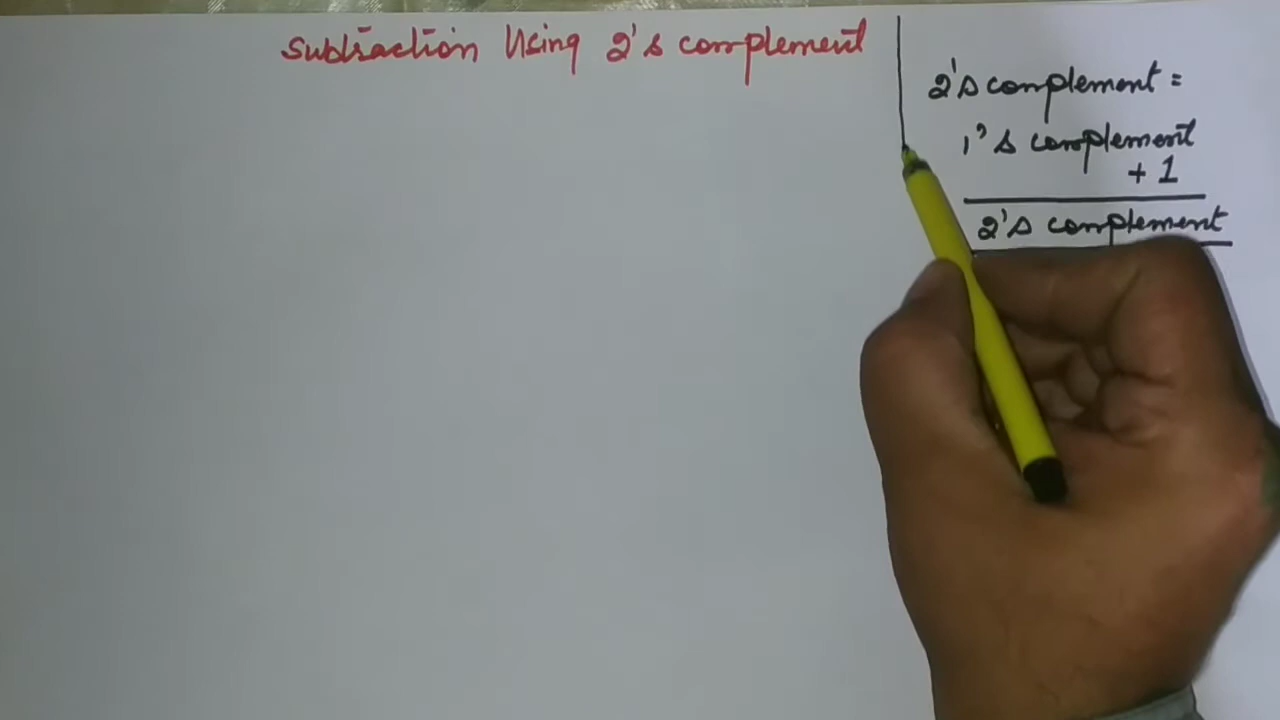 Subtraction Using 2's complement
2's complement =
1's complement
+ 1
2's complement